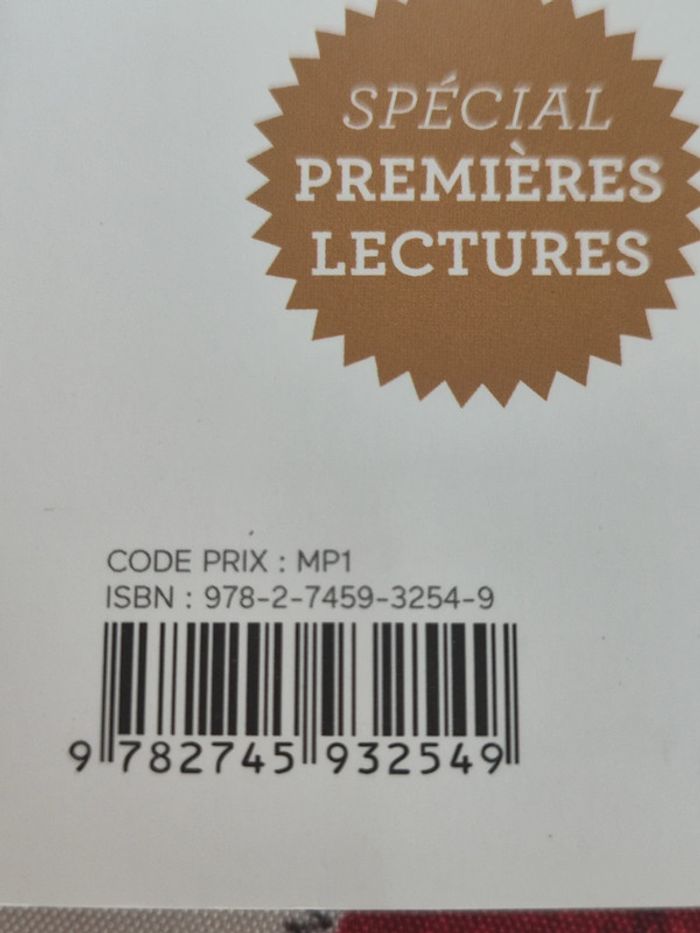 SPÉCIAL
PREMIÈRES
LECTURES
CODE PRIX : MP1
ISBN : 978-2-7459-3254-9
9 782745 932549